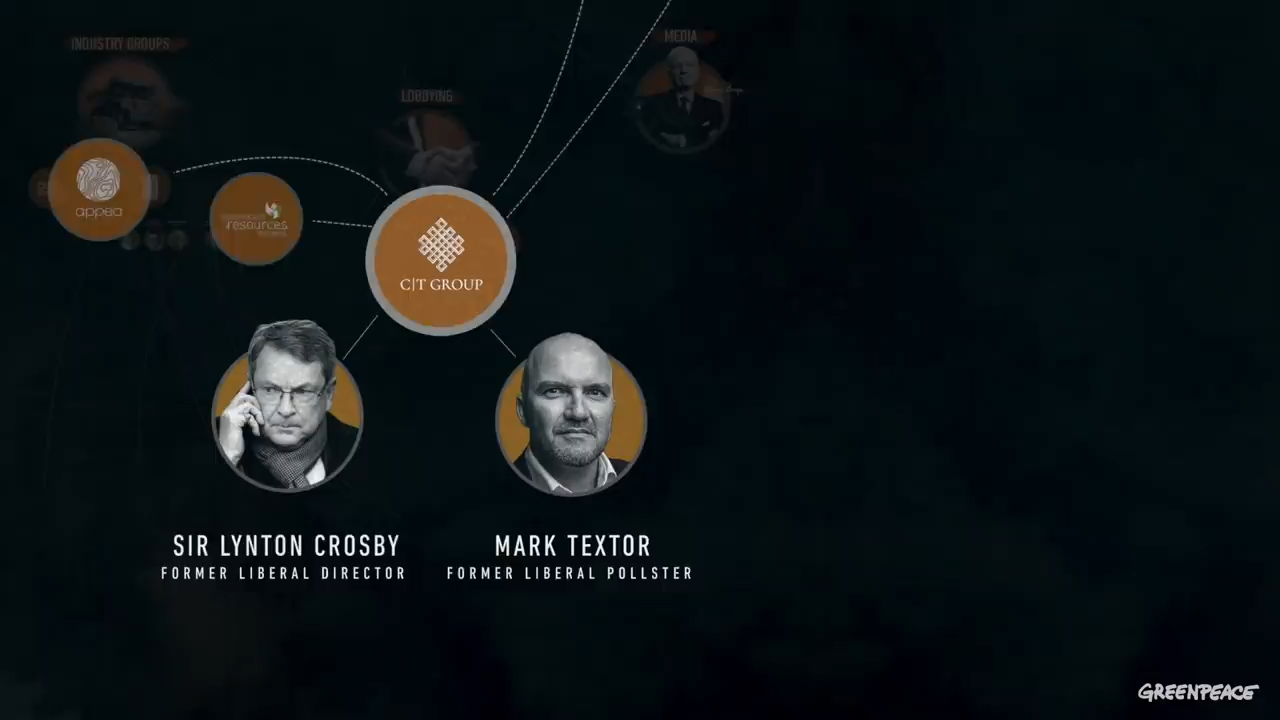 INDUSTRY GROUPS
MEDIA
LOBBYING
appea
resources
C|T GROUP
SIR LYNTON CROSBY
FORMER LIBERAL DIRECTOR
MARK TEXTOR
FORMER LIBERAL POLLSTER
GREENPEACE